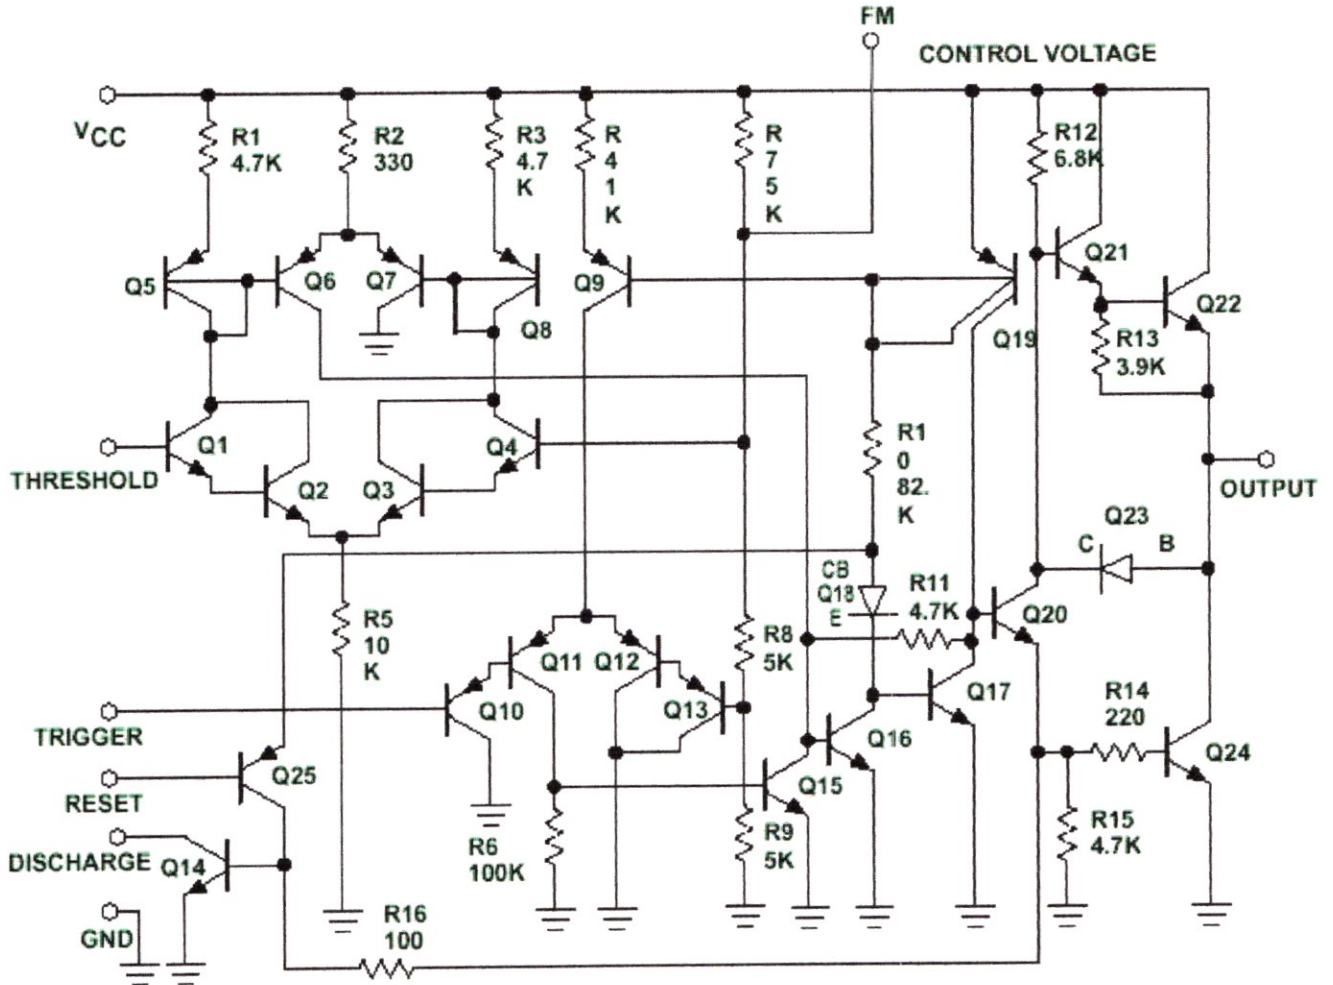 FM
CONTROL VOLTAGE
VCC
R1
4.7K
R2
330
R3
4.7
K
R
4
1
K
R
7
5
K
R12
6.8K
Q5
Q6
Q7
Q8
Q9
Q19
Q21
Q22
R13
3.9K
Q1
Q2
Q3
Q4
THRESHOLD
R1
0
82.
K
OUTPUT
Q23
C
B
CB
Q18
E
R11
4.7K
Q20
R5
10
K
Q11
Q12
R8
5K
Q10
Q13
Q17
R14
220
TRIGGER
Q16
Q24
Q25
RESET
Q15
DISCHARGE
Q14
R6
100K
R9
5K
R15
4.7K
GND
R16
100